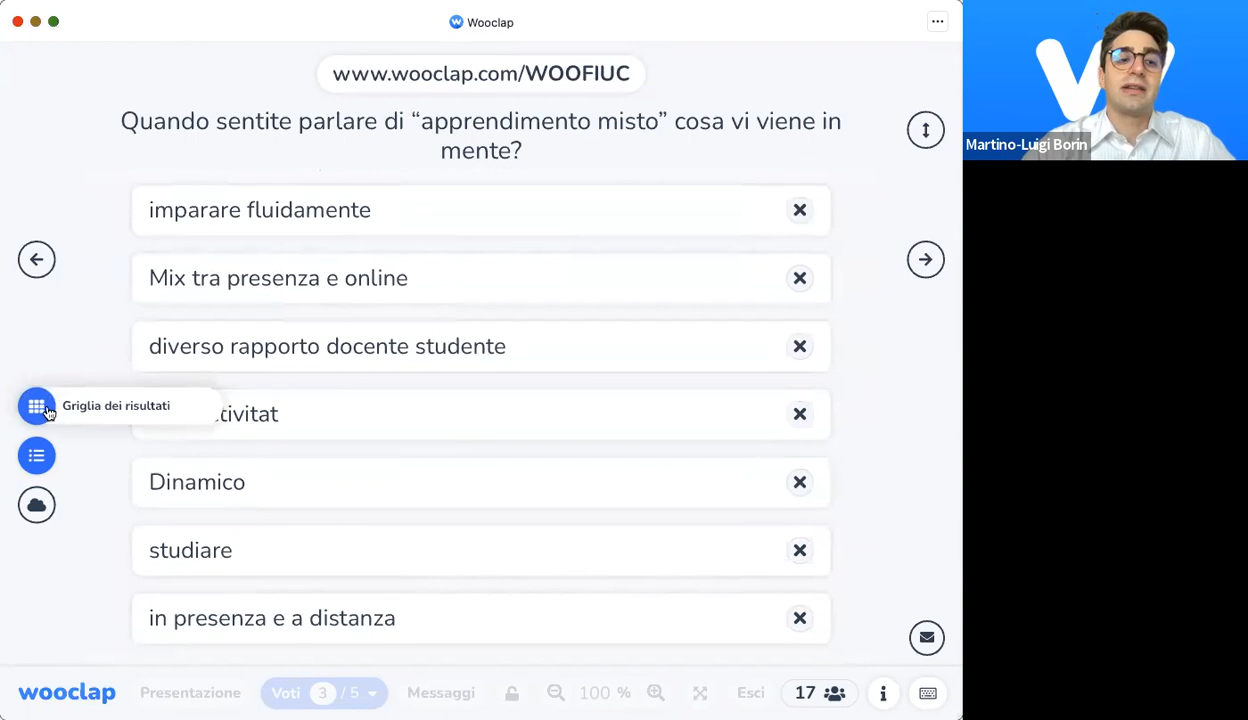 Wooclap
www.wooclap.com/WOOFIUC
Quando sentite parlare di “apprendimento misto” cosa vi viene in
mente?
Martino-Luigi Borin
imparare fluidamente
Mix tra presenza e online
diverso rapporto docente studente
Griglia dei risultati
Dinamico
studiare
in presenza e a distanza
wooclap
Presentazione
Voti 3 / 5
Messaggi
100 %
Esci
17